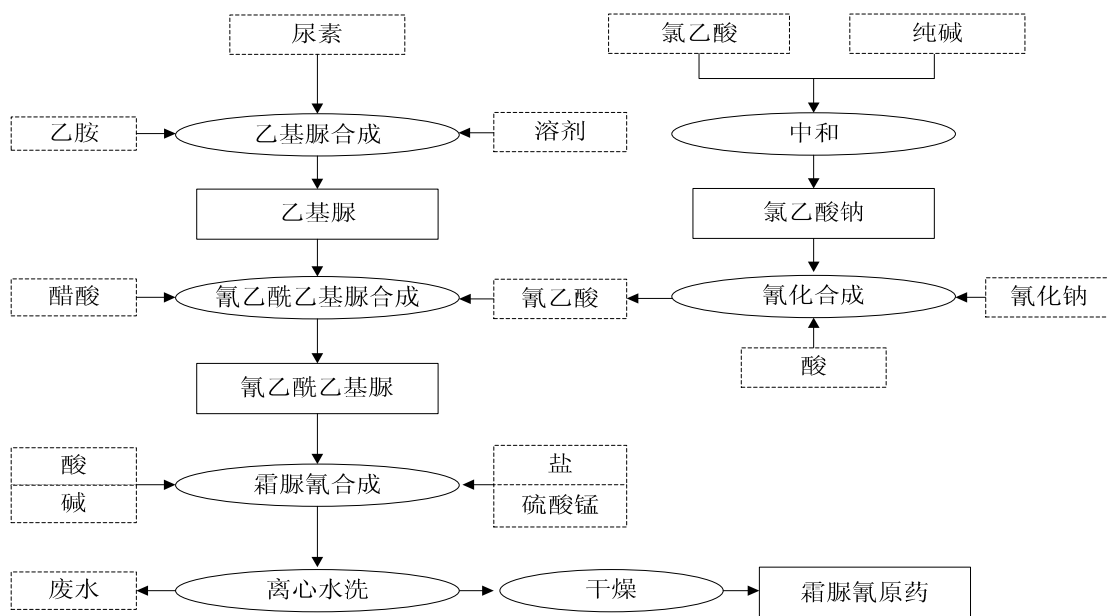 尿素
氯乙酸
纯碱
乙胺
乙基脲合成
溶剂
中和
乙基脲
氯乙酸钠
醋酸
氰乙酰乙基脲合成
氰乙酸
氰化合成
氰化钠
酸
氰乙酰乙基脲
酸
碱
霜脲氰合成
盐
硫酸锰
废水
离心水洗
干燥
霜脲氰原药